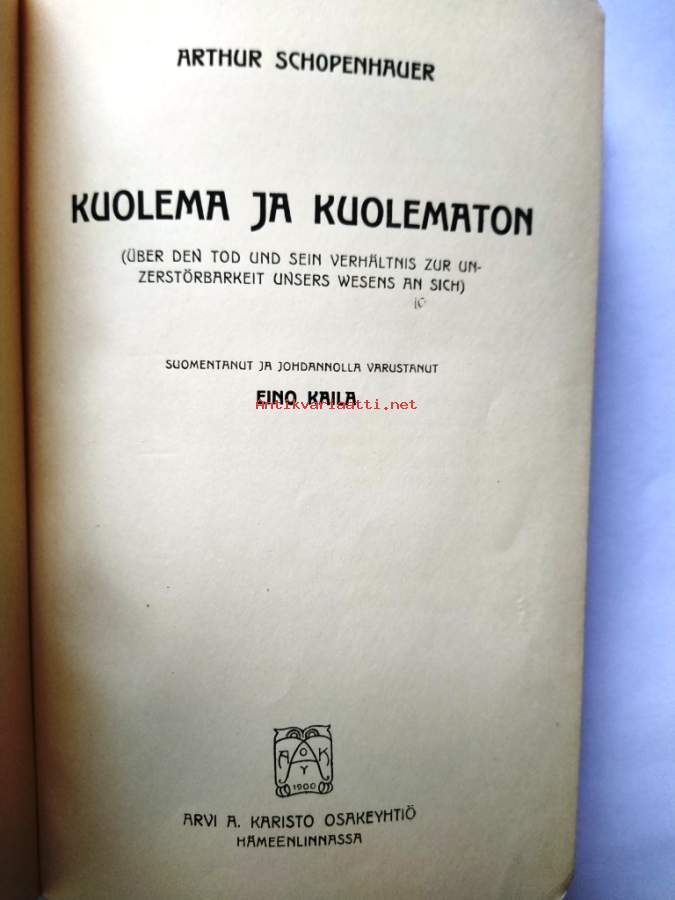 ARTHUR SCHOPENHAUER
KUOLEMA JA KUOLEMATON
(ÜBER DEN TOD UND SEIN VERHÄLTNIS ZUR UN-
ZERSTÖRBARKEIT UNSERS WESENS AN SICH)
SUOMENTANUT JA JOHDANNOLLA VARUSTANUT
EINO KAILA
Antikvariaatti.net
A O K
Y
1900
ARVI A. KARISTO OSAKEYHTIÖ
HÄMEENLINNASSA